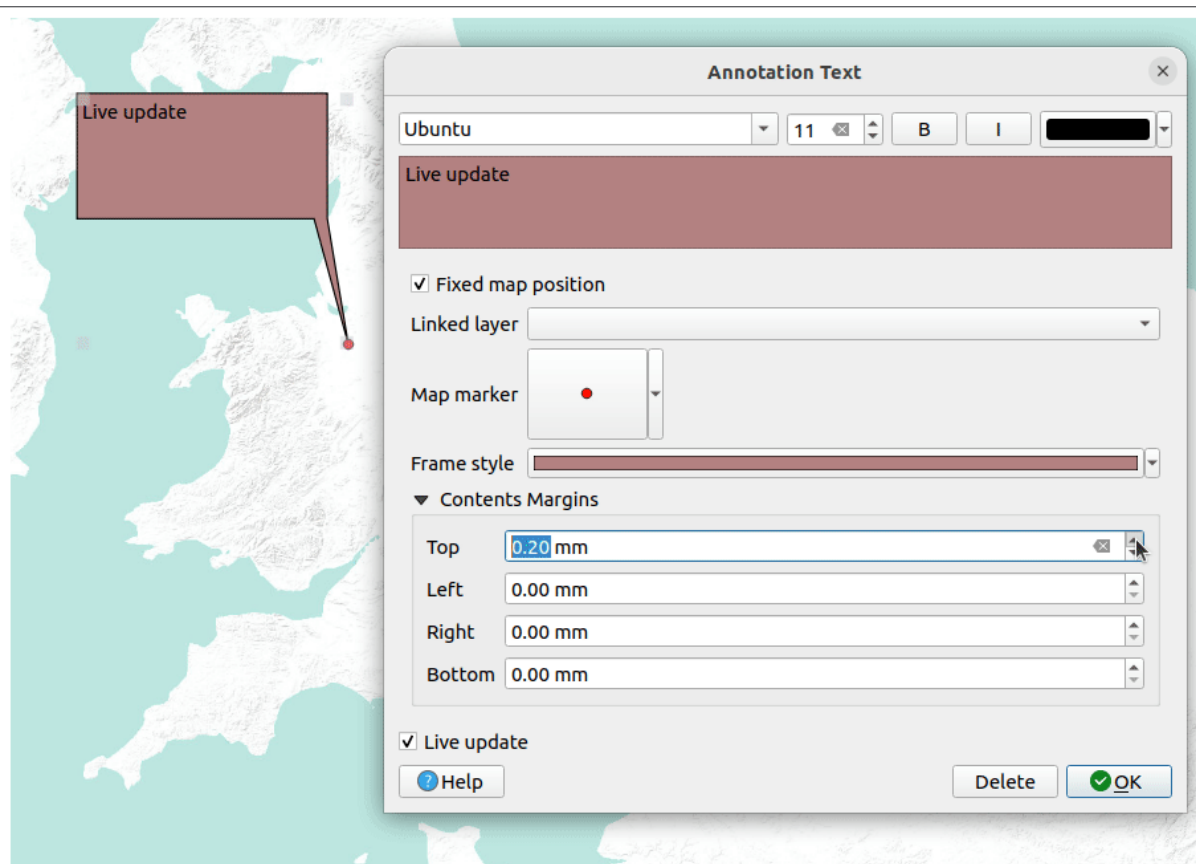 Annotation Text
Live update
Ubuntu 11 B I
Live update
Fixed map position
Linked layer
Map marker
Frame style
Contents Margins
Top 0.20 mm
Left 0.00 mm
Right 0.00 mm
Bottom 0.00 mm
Live update
Help Delete OK